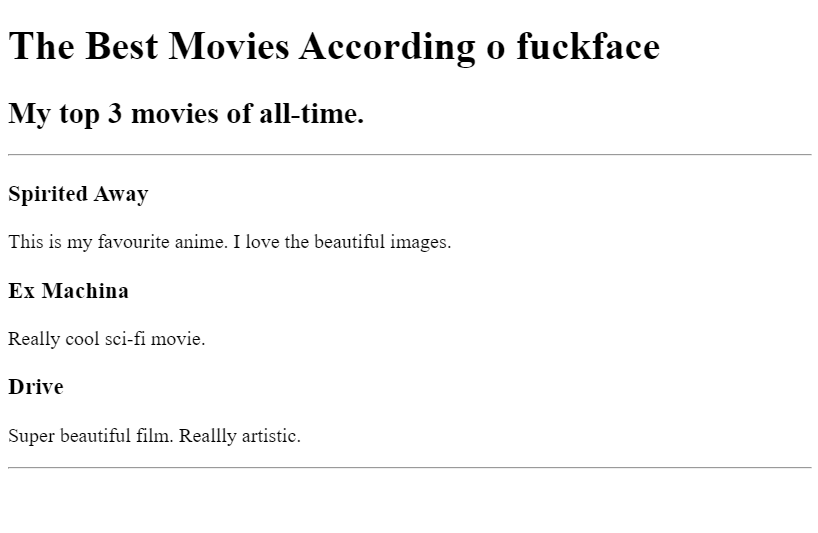 The Best Movies According o fuckface
My top 3 movies of all-time.
Spirited Away
This is my favourite anime. I love the beautiful images.
Ex Machina
Really cool sci-fi movie.
Drive
Super beautiful film. Reallly artistic.